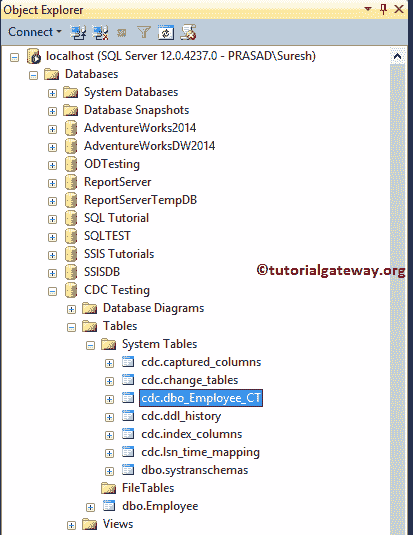 Object Explorer
Connect
localhost (SQL Server 12.0.4237.0 - PRASAD\Suresh)
Databases
System Databases
Database Snapshots
AdventureWorks2014
AdventureWorksDW2014
ODTesting
ReportServer
ReportServerTempDB
SQL Tutorial
SQLTEST
SSIS Tutorials
SSISDB
©tutorialgateway.org
CDC Testing
Database Diagrams
Tables
System Tables
cdc.captured_columns
cdc.change_tables
cdc.dbo_Employee_CT
cdc.ddl_history
cdc.index_columns
cdc.lsn_time_mapping
dbo.systranschemas
FileTables
dbo.Employee
Views